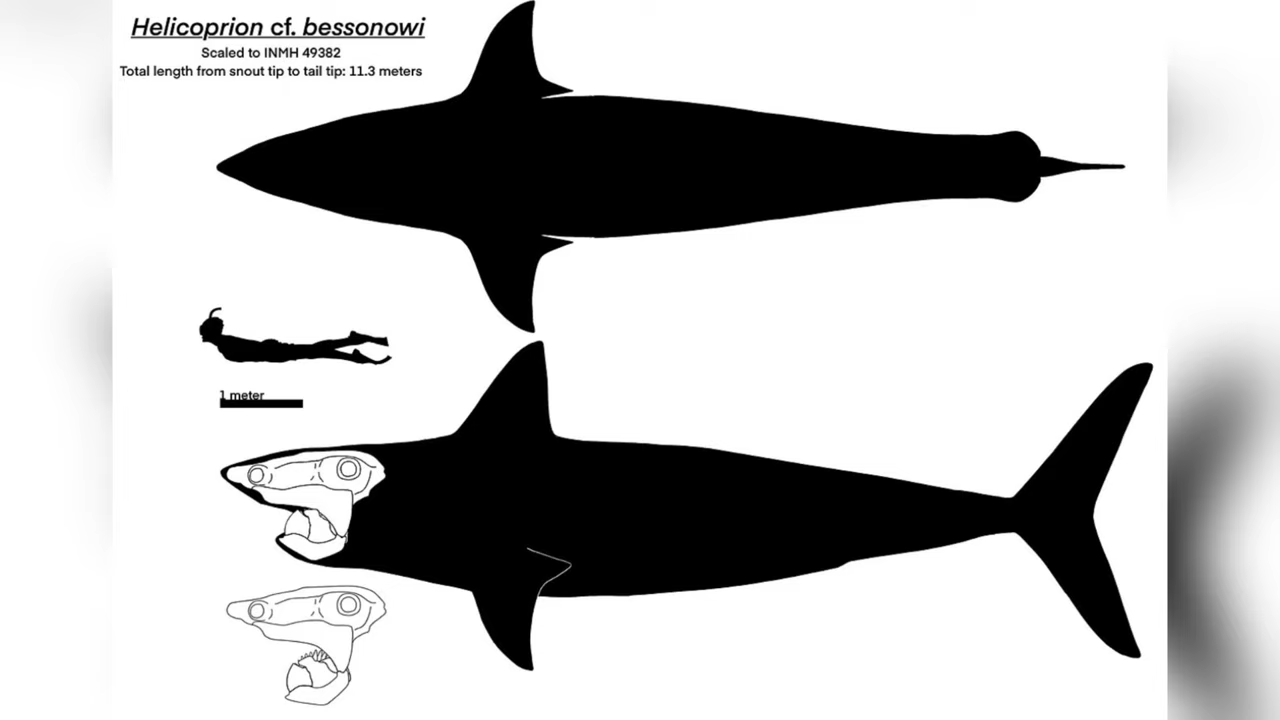 Helicoprion cf. bessonowi
Scaled to INMH 49382
Total length from snout tip to tail tip: 11.3 meters
1 meter